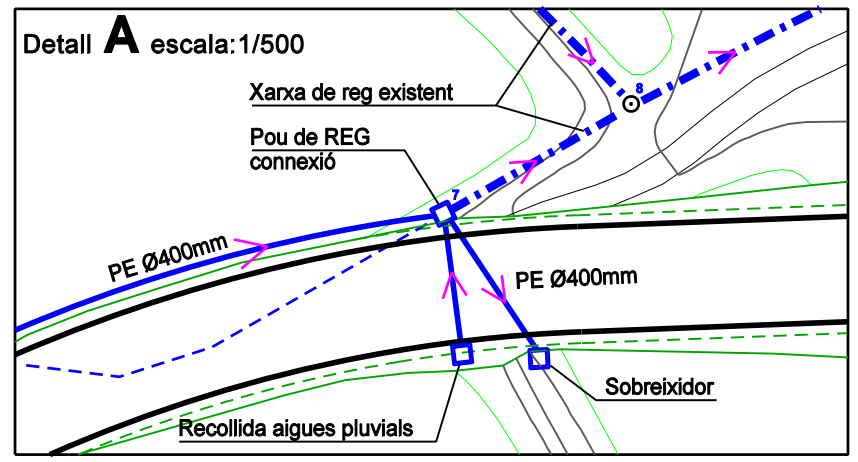 Detall A escala:1/500
Xarxa de reg existent
8
Pou de REG
connexió
7
PE Ø400mm
PE Ø400mm
Sobreixidor
Recollida aigues pluvials